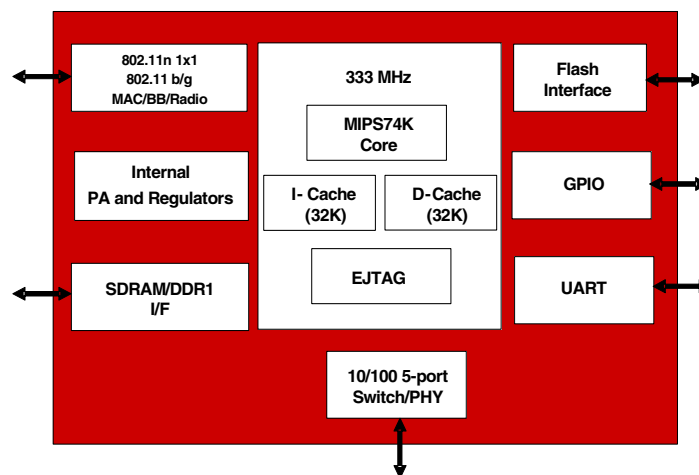 802.11n 1x1
802.11 b/g
MAC/BB/Radio
Internal
PA and Regulators
SDRAM/DDR1
I/F
333 MHz
MIPS74K
Core
I- Cache
(32K)
D-Cache
(32K)
EJTAG
Flash
Interface
GPIO
UART
10/100 5-port
Switch/PHY